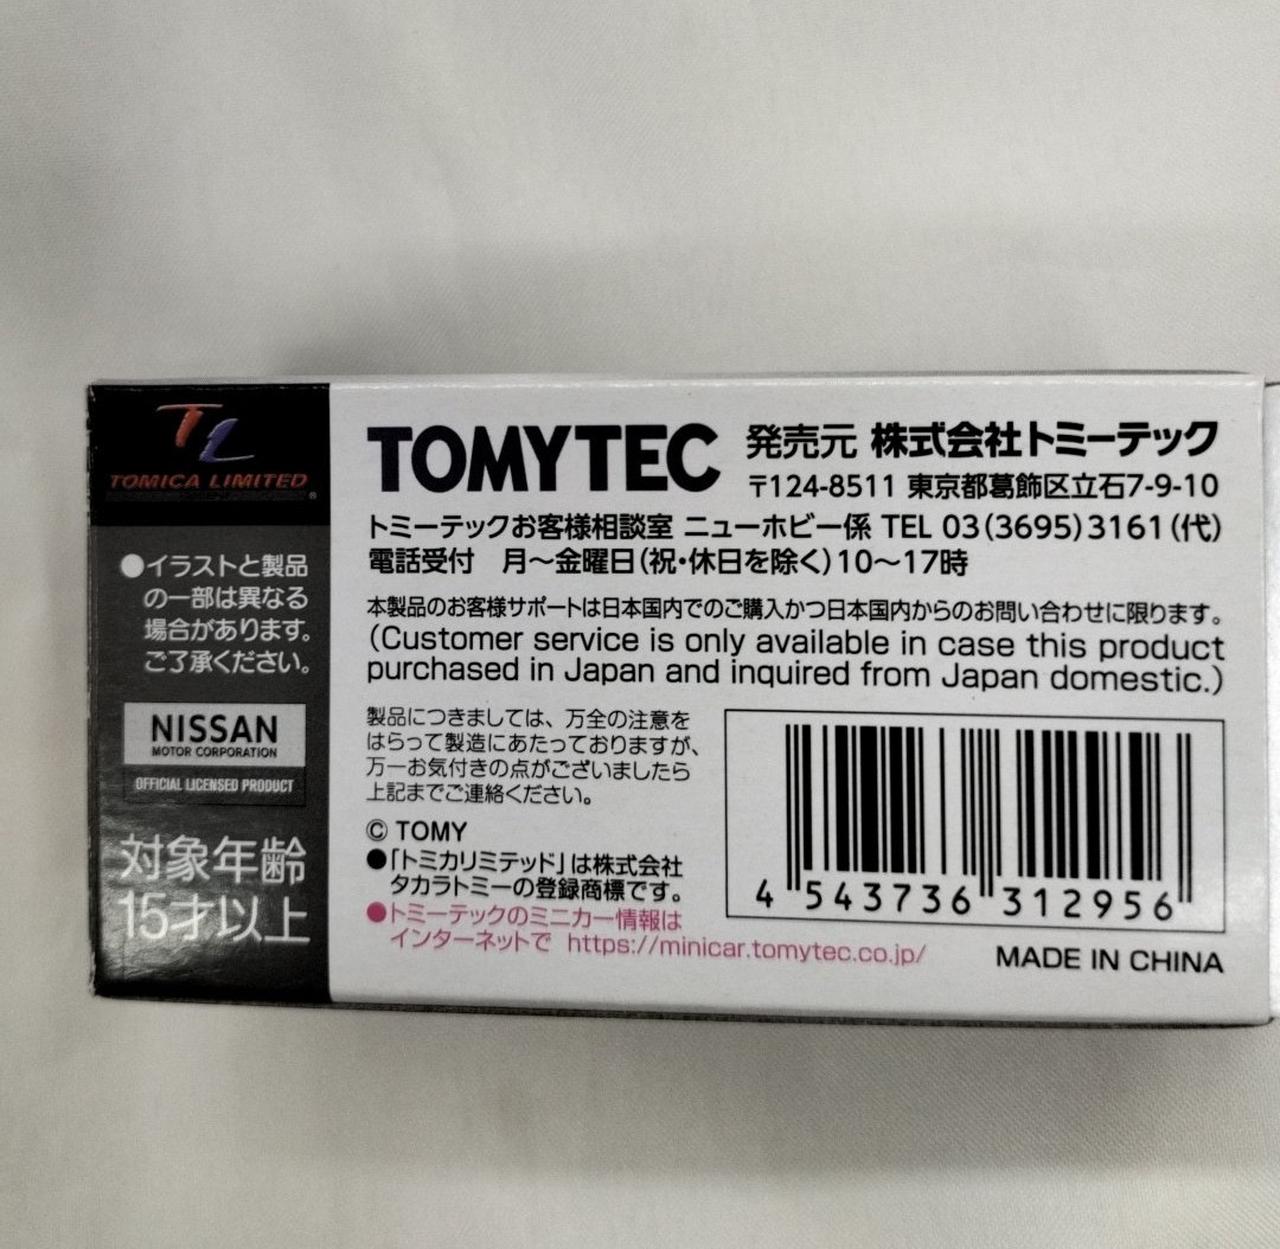 TL
TOMICA LIMITED
®
●イラストと製品
の一部は異なる
場合があります。
ご了承ください。
NISSAN
MOTOR CORPORATION
OFFICIAL LICENSED PRODUCT
対象年齢
15才以上
TOMYTEC 発売元 株式会社トミーテック
〒124-8511 東京都葛飾区立石7-9-10
トミーテックお客様相談室 ニューホビー係 TEL 03(3695)3161(代)
電話受付 月〜金曜日(祝・休日を除く)10〜17時
本製品のお客様サポートは日本国内でのご購入かつ日本国内からのお問い合わせに限ります。
(Customer service is only available in case this product
purchased in Japan and inquired from Japan domestic.)
製品につきましては、万全の注意を
はらって製造にあたっておりますが、
万一お気付きの点がございましたら
上記までご連絡ください。
© TOMY
●「トミカリミテッド」は株式会社
タカラトミーの登録商標です。
●トミーテックのミニカー情報は
インターネットで https://minicar.tomytec.co.jp/
4 543736 312956
MADE IN CHINA